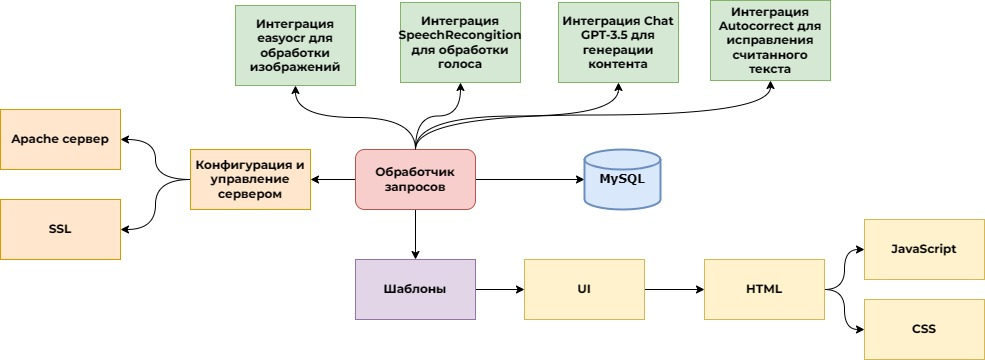 Интеграция
easyocr для
обработки
изображений
Интеграция
SpeechRecongition
для обработки
голоса
Интеграция Chat
GPT-3.5 для
генерации
контента
Интеграция
Autocorrect для
исправления
считанного
текста
Apache сервер
Конфигурация и
управление
сервером
Обработчик
запросов
MySQL
SSL
Шаблоны
UI
HTML
JavaScript
CSS